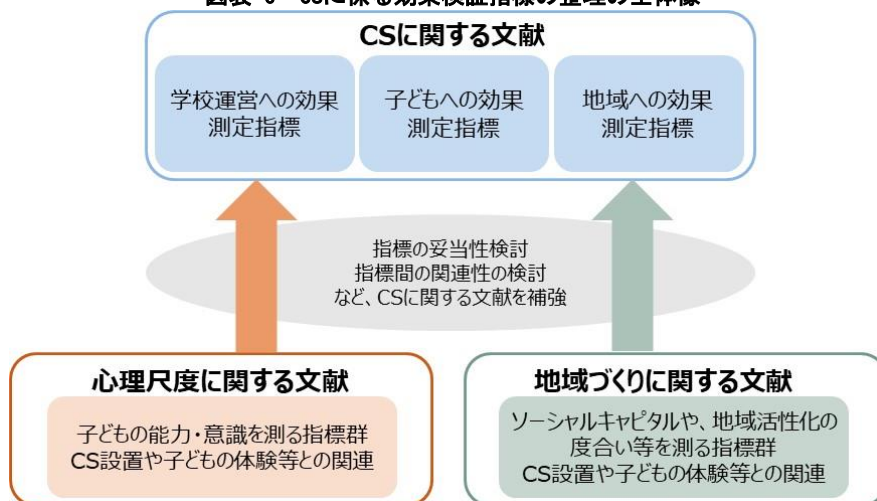 CSに関する文献
学校運営への効果
測定指標
子どもへの効果
測定指標
地域への効果
測定指標
指標の妥当性検討
指標間の関連性の検討
など、CSに関する文献を補強
心理尺度に関する文献
子どもの能力・意識を測る指標群
CS設置や子どもの体験等との関連
地域づくりに関する文献
ソーシャルキャピタルや、地域活性化の
度合い等を測る指標群
CS設置や子どもの体験等との関連